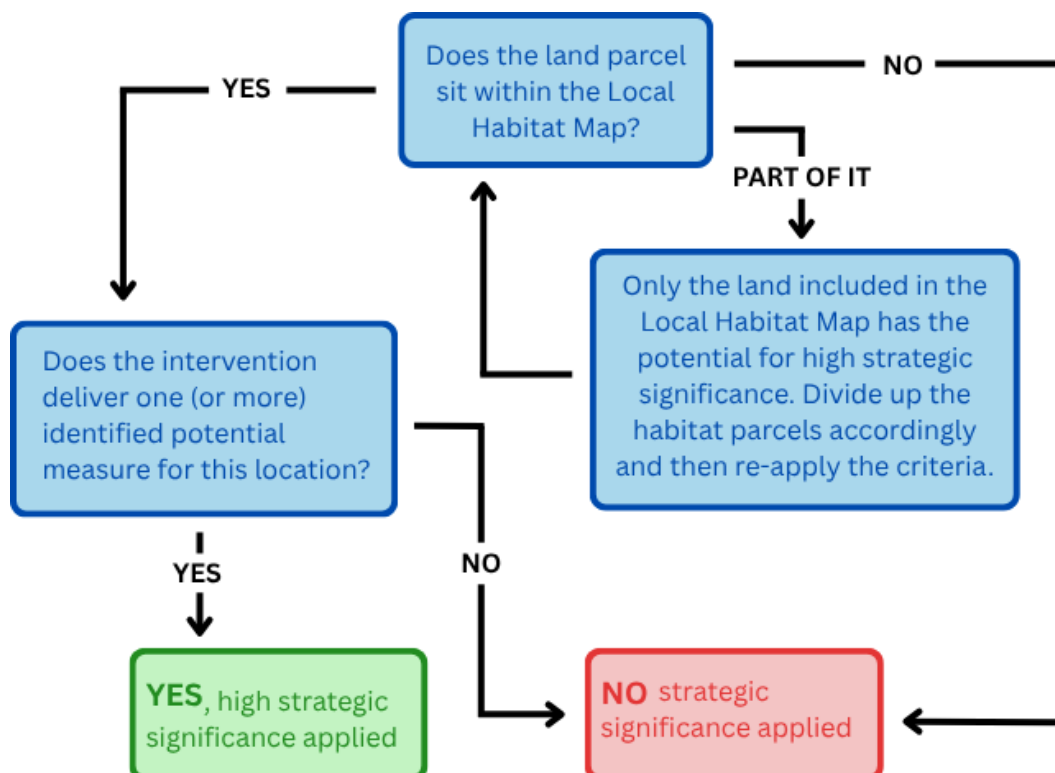 Does the land parcel
sit within the Local
Habitat Map?
YES
NO
PART OF IT
Only the land included in the
Local Habitat Map has the
potential for high strategic
significance. Divide up the
habitat parcels accordingly
and then re-apply the criteria.
Does the intervention
deliver one (or more)
identified potential
measure for this location?
YES
NO
YES, high strategic
significance applied
NO strategic
significance applied